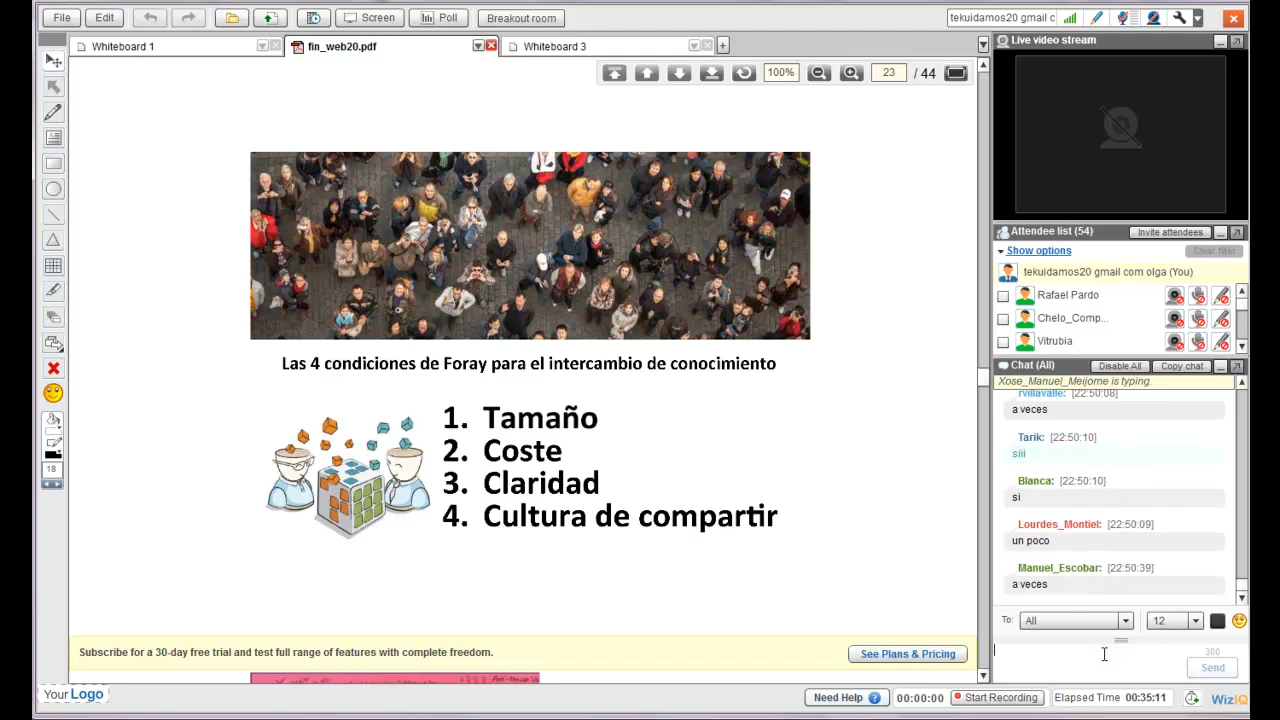 File Edit Screen Poll Breakout room tekuidamos20 gmail c
Whiteboard 1 fin_web20.pdf Whiteboard 3
100% 23 / 44
Las 4 condiciones de Foray para el intercambio de conocimiento
1. Tamaño
2. Coste
3. Claridad
4. Cultura de compartir
18
Subscribe for a 30-day free trial and test full range of features with complete freedom. See Plans & Pricing
Your Logo
Need Help ? 00:00:00 Start Recording Elapsed Time 00:35:11 WizIQ
Live video stream
Attendee list (54) Invite attendees
Show options Clear filter
tekuidamos20 gmail com olga (You)
Rafael Pardo
Chelo_Comp...
Vitrubia
Chat (All) Disable All Copy chat
Xose_Manuel_Meijome is typing.
rvillavalle: [22:50:08]
a veces
Tarik: [22:50:10]
siii
Blanca: [22:50:10]
si
Lourdes_Montiel: [22:50:09]
un poco
Manuel_Escobar: [22:50:39]
a veces
To: All 12
300
Send